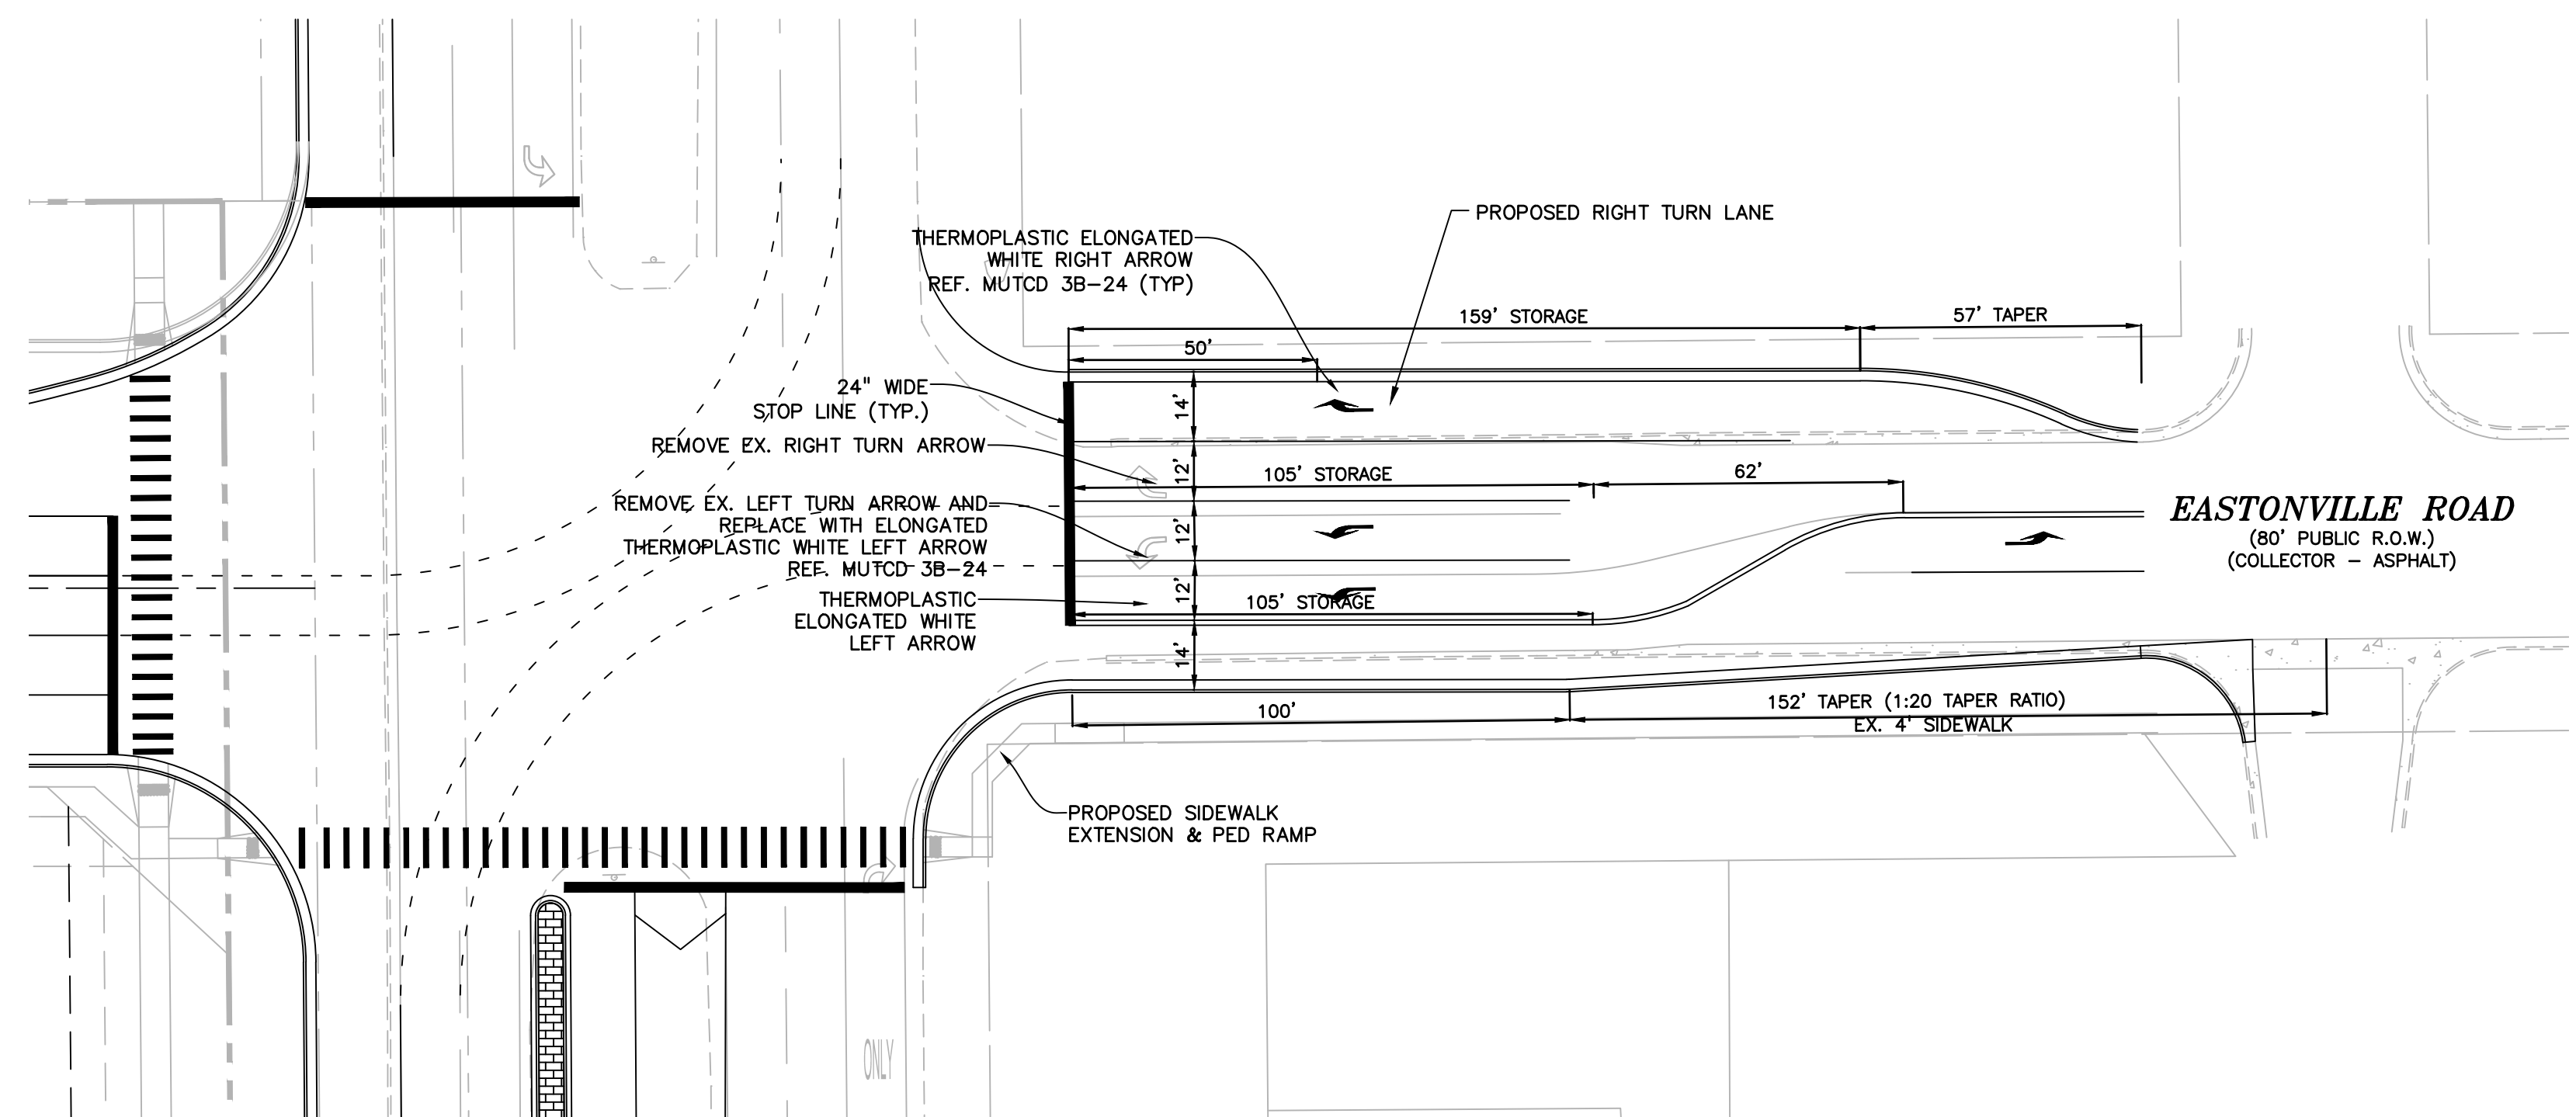 PROPOSED RIGHT TURN LANE
THERMOPLASTIC ELONGATED
WHITE RIGHT ARROW
REF. MUTCD 3B-24 (TYP)
159' STORAGE
57' TAPER
50'
24" WIDE
STOP LINE (TYP.)
14'
REMOVE EX. RIGHT TURN ARROW
12'
105' STORAGE
62'
REMOVE EX. LEFT TURN ARROW AND
REPLACE WITH ELONGATED
THERMOPLASTIC WHITE LEFT ARROW
REF. MUTCD 3B-24
12'
EASTONVILLE ROAD
(80' PUBLIC R.O.W.)
(COLLECTOR - ASPHALT)
THERMOPLASTIC
ELONGATED WHITE
LEFT ARROW
12'
105' STORAGE
14'
100'
152' TAPER (1:20 TAPER RATIO)
EX. 4' SIDEWALK
PROPOSED SIDEWALK
EXTENSION & PED RAMP
ONLY